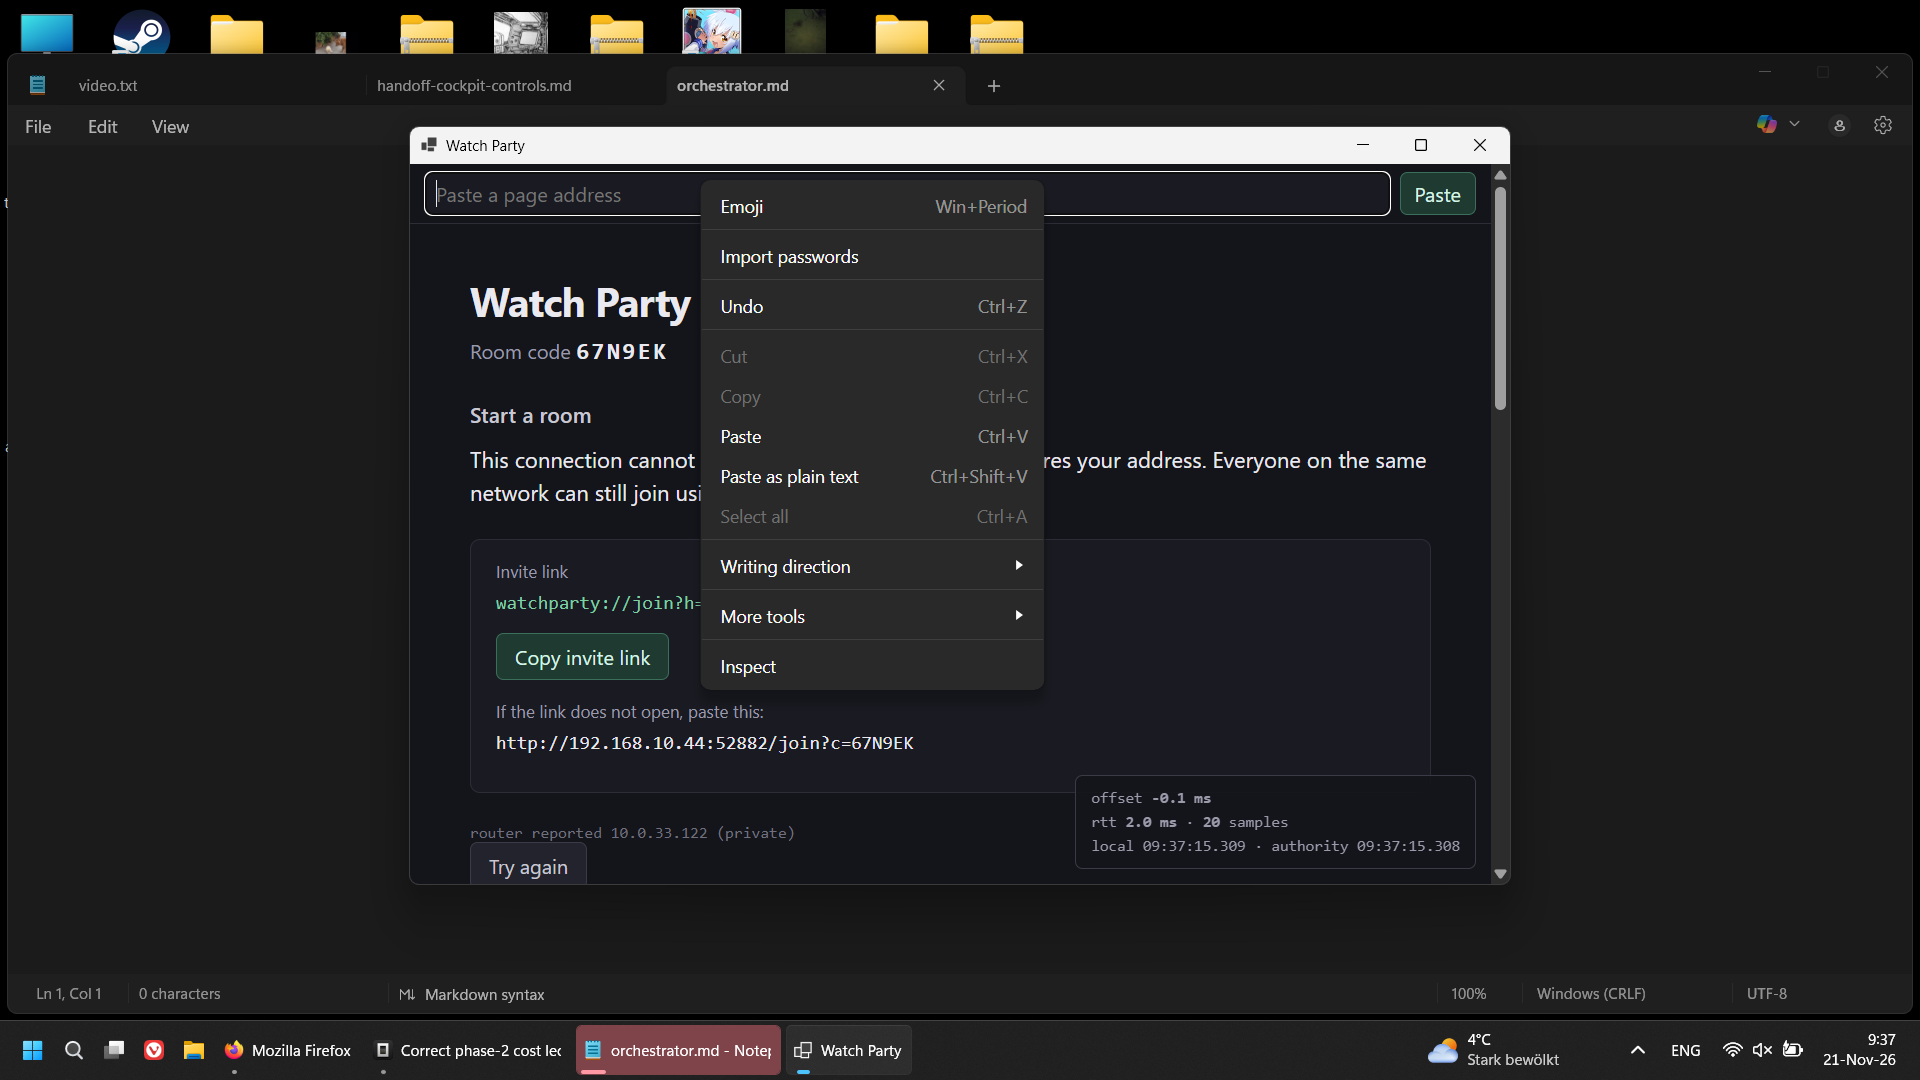 video.txt
handoff-cockpit-controls.md
orchestrator.md
File
Edit
View
Watch Party
Paste a page address
Paste
Emoji Win+Period
Import passwords
Undo Ctrl+Z
Cut Ctrl+X
Copy Ctrl+C
Paste Ctrl+V
Paste as plain text Ctrl+Shift+V
Select all Ctrl+A
Writing direction
More tools
Inspect
Watch Party
Room code 67N9EK
Start a room
This connection cannot res your address. Everyone on the same
network can still join usi
Invite link
watchparty://join?h=
Copy invite link
If the link does not open, paste this:
http://192.168.10.44:52882/join?c=67N9EK
offset -0.1 ms
rtt 2.0 ms · 20 samples
local 09:37:15.309 · authority 09:37:15.308
router reported 10.0.33.122 (private)
Try again
Ln 1, Col 1
0 characters
M↓ Markdown syntax
100%
Windows (CRLF)
UTF-8
Mozilla Firefox
Correct phase-2 cost lec
orchestrator.md - Notep
Watch Party
4°C
Stark bewölkt
ENG
9:37
21-Nov-26